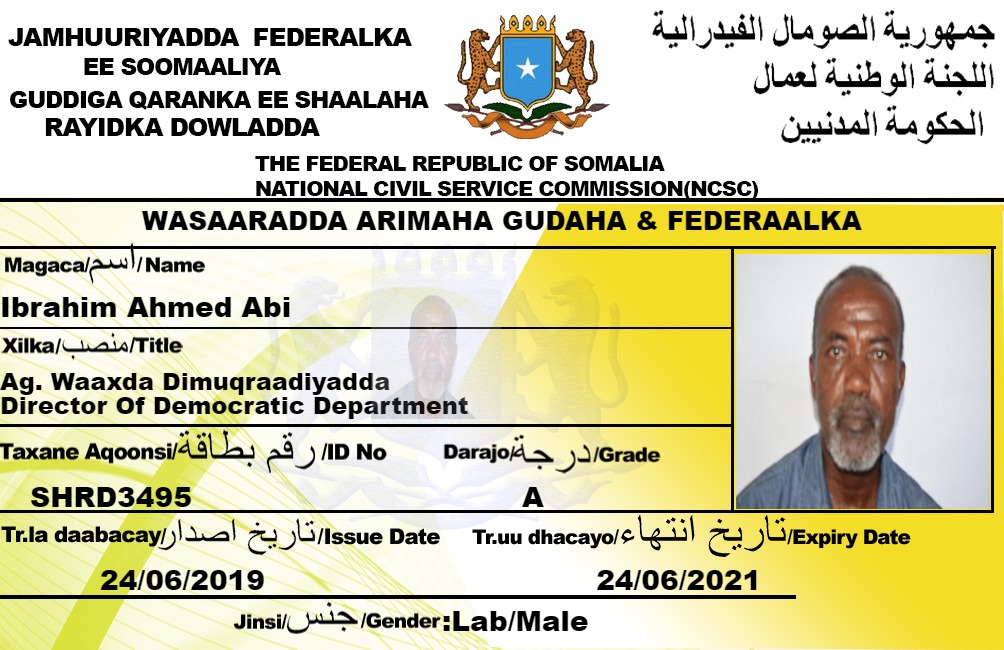 JAMHUURIYADDA FEDERALKA
EE SOOMAALIYA
GUDDIGA QARANKA EE SHAALAHA
RAYIDKA DOWLADDA
جمهورية الصومال الفيدرالية
اللجنة الوطنية لعمال
الحكومة المدنيين
THE FEDERAL REPUBLIC OF SOMALIA
NATIONAL CIVIL SERVICE COMMISSION(NCSC)
WASAARADDA ARIMAHA GUDAHA & FEDERAALKA
Magaca/اسم/Name
Ibrahim Ahmed Abi
Xilka/منصب/Title
Ag. Waaxda Dimuqraadiyadda
Director Of Democratic Department
Taxane Aqoonsi/رقم بطاقة/ID No
Darajo/درجة/Grade
SHRD3495
A
Tr.la daabacay/تاريخ اصدار/Issue Date
Tr.uu dhacayo/تاريخ انتهاء/Expiry Date
24/06/2019
24/06/2021
Jinsi/جنس/Gender:Lab/Male